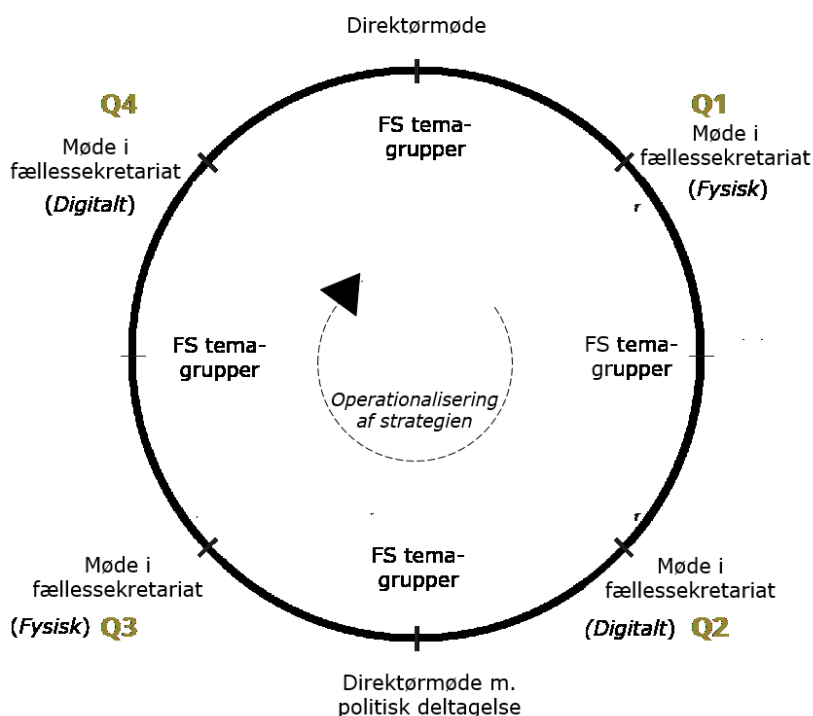 Direktørmøde
Q4
Møde i
fællessekretariat
(Digitalt)
Q1
Møde i
fællessekretariat
(Fysisk)
FS tema-
grupper
FS tema-
grupper
FS tema-
grupper
Operationalisering
af strategien
FS tema-
grupper
Møde i
fællessekretariat
(Fysisk) Q3
Møde i
fællessekretariat
(Digitalt) Q2
Direktørmøde m.
politisk deltagelse